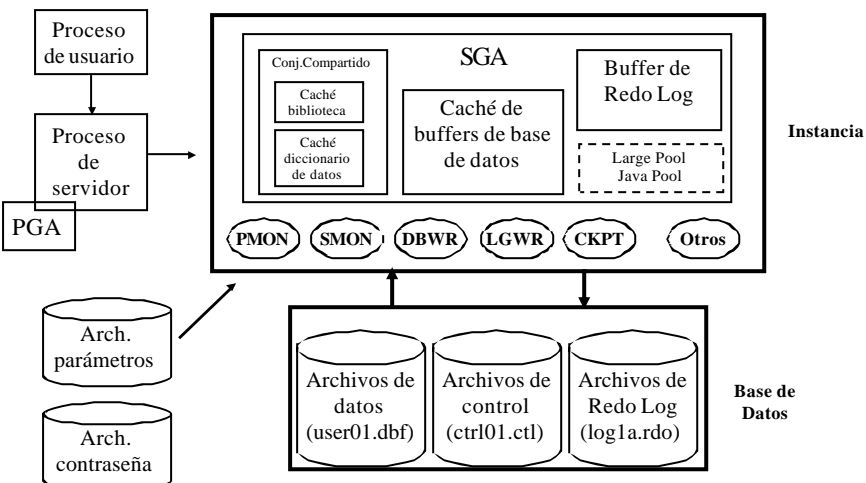 Proceso
de usuario
Proceso
de
servidor
PGA
SGA
Conj.Compartido
Caché
biblioteca
Caché
diccionario
de datos
Caché de
buffers de base
de datos
Buffer de
Redo Log
Large Pool
Java Pool
Instancia
PMON
SMON
DBWR
LGWR
CKPT
Otros
Arch.
parámetros
Arch.
contraseña
Archivos de
datos
(user01.dbf)
Archivos de
control
(ctrl01.ctl)
Archivos de
Redo Log
(log1a.rdo)
Base de
Datos